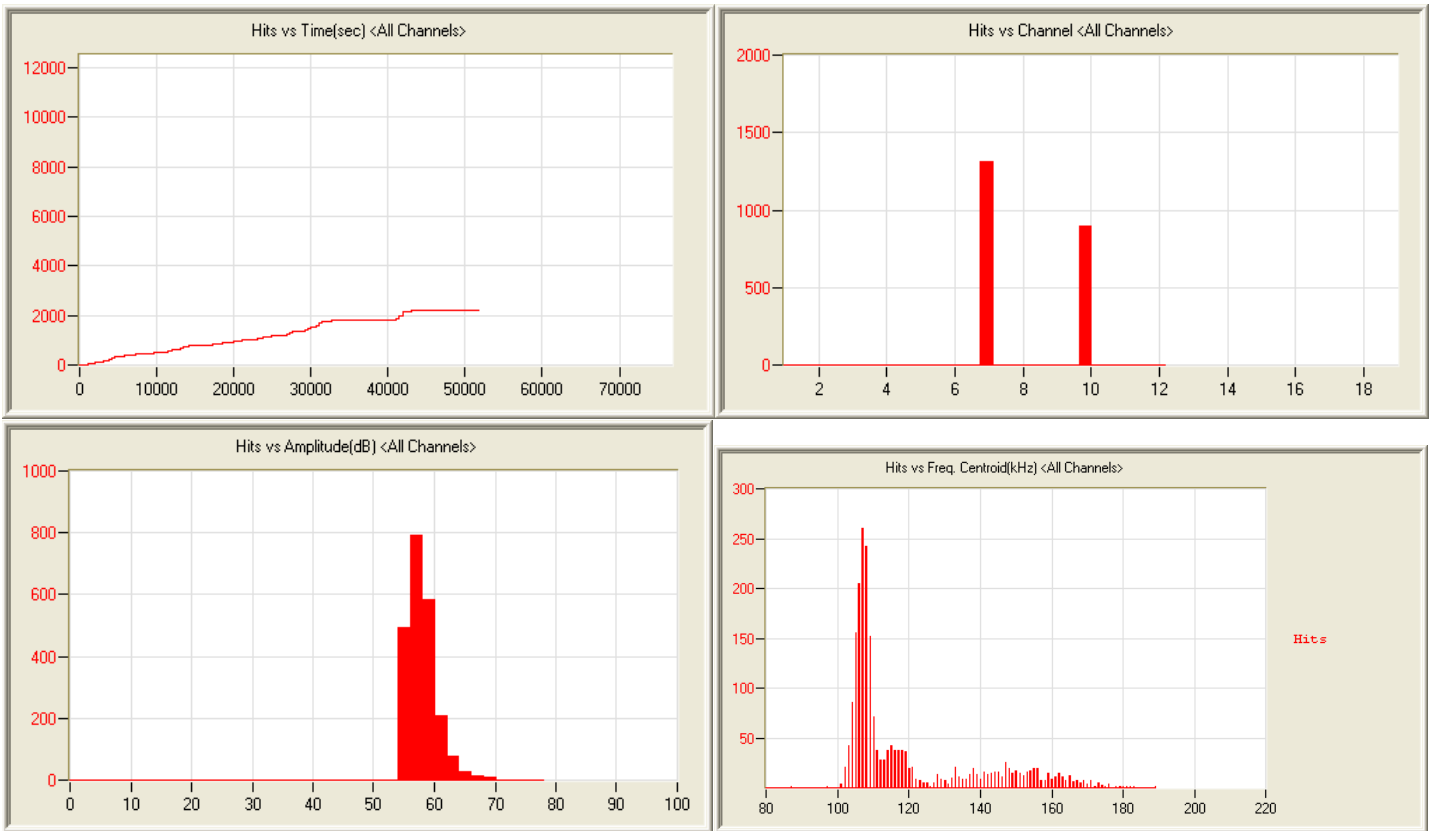 Hits vs Time(sec) <All Channels>
12000
10000
8000
6000
4000
2000
0
0 10000 20000 30000 40000 50000 60000 70000
Hits vs Channel <All Channels>
2000
1500
1000
500
0
2 4 6 8 10 12 14 16 18
Hits vs Amplitude(dB) <All Channels>
1000
800
600
400
200
0
0 10 20 30 40 50 60 70 80 90 100
Hits vs Freq. Centroid(kHz) <All Channels>
300
250
200
150
100
50
80 100 120 140 160 180 200 220
Hits